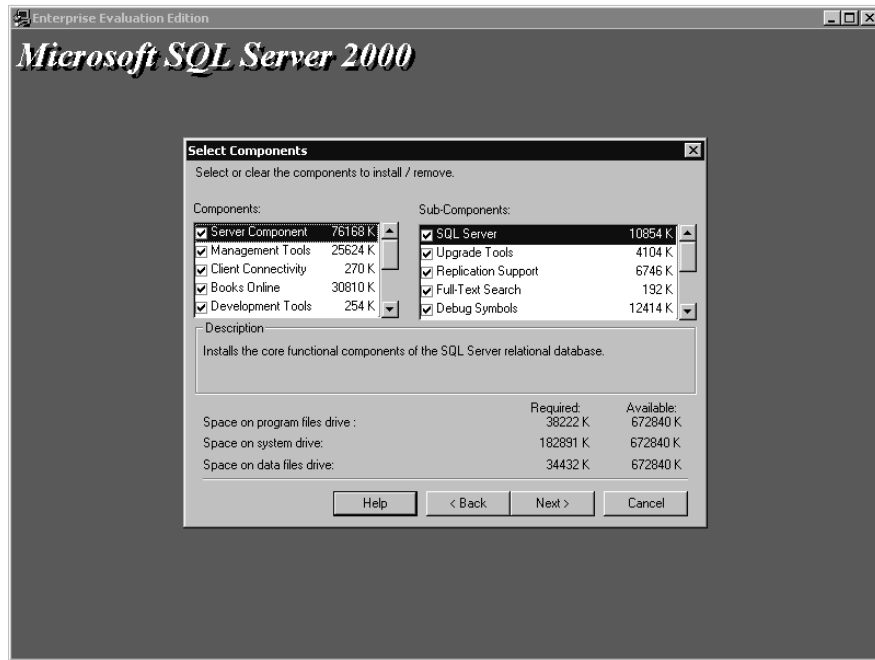 Enterprise Evaluation Edition
Microsoft SQL Server 2000
Select Components
Select or clear the components to install / remove.
Components:
Server Component 76168 K
Management Tools 25624 K
Client Connectivity 270 K
Books Online 30810 K
Development Tools 254 K
Sub-Components:
SQL Server 10854 K
Upgrade Tools 4104 K
Replication Support 6746 K
Full-Text Search 192 K
Debug Symbols 12414 K
Description
Installs the core functional components of the SQL Server relational database.
Required: Available:
Space on program files drive : 38222 K 672840 K
Space on system drive: 182891 K 672840 K
Space on data files drive: 34432 K 672840 K
Help < Back Next > Cancel